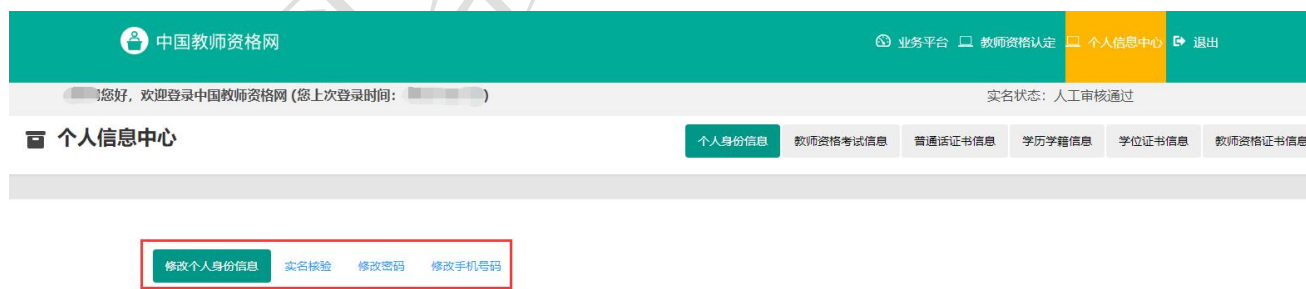 中国教师资格网
业务平台 教师资格认定 个人信息中心 退出
您好，欢迎登录中国教师资格网 (您上次登录时间： )
实名状态：人工审核通过
个人信息中心
个人身份信息 教师资格考试信息 普通话证书信息 学历学籍信息 学位证书信息 教师资格证书信息
修改个人身份信息 实名核验 修改密码 修改手机号码